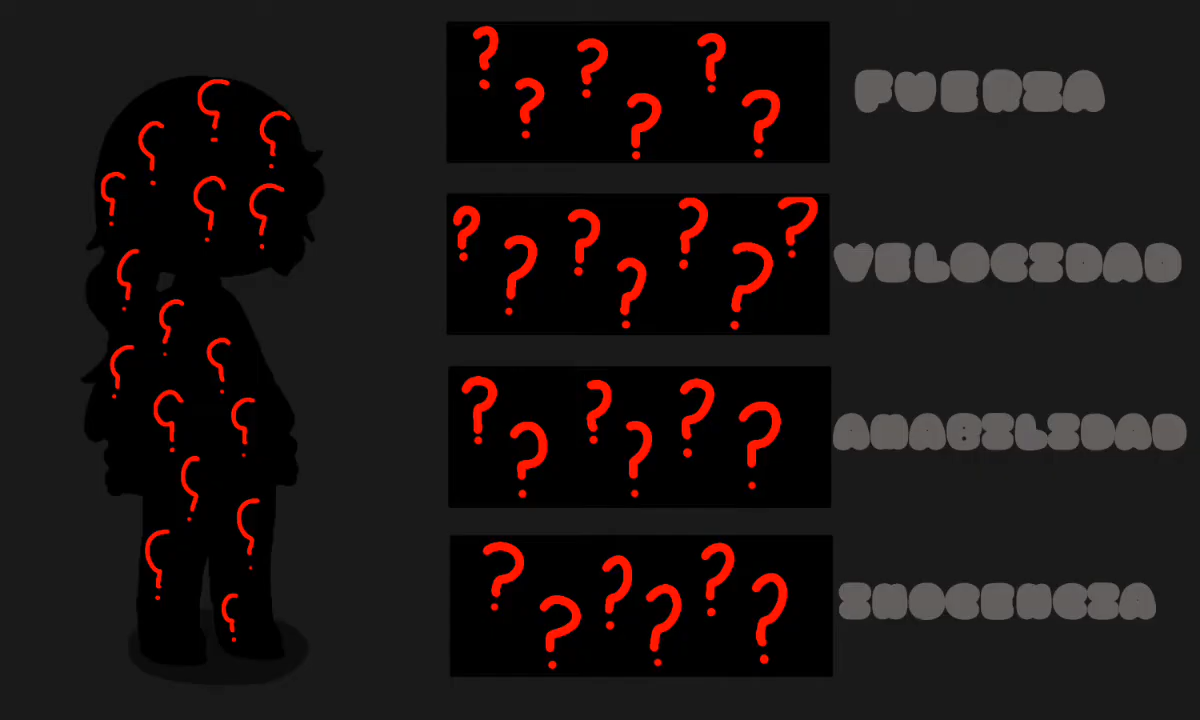 ? ? ? ? ? ? FUERZA
? ? ? ? ? ? ? VELOCIDAD
? ? ? ? ? ? AMABILIDAD
? ? ? ? ? ? INOCENCIA